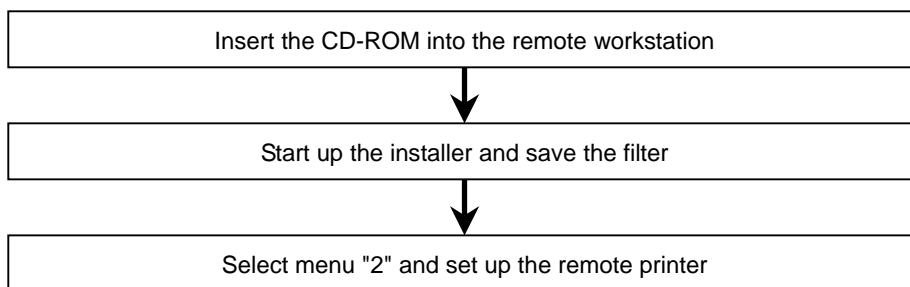 Insert the CD-ROM into the remote workstation
Start up the installer and save the filter
Select menu "2" and set up the remote printer